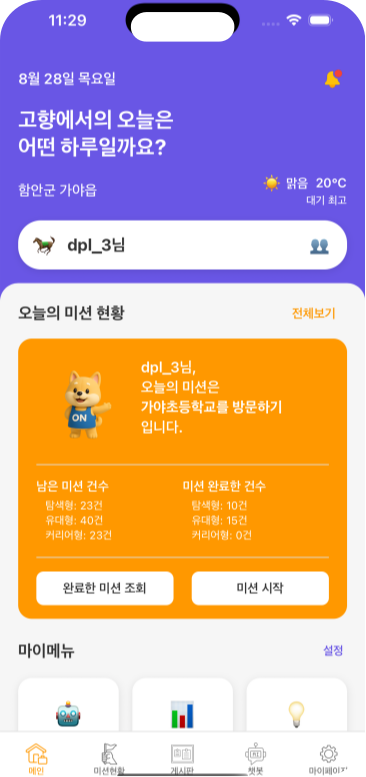 11:29
8월 28일 목요일
고향에서의 오늘은
어떤 하루일까요?
함안군 가야읍
맑음 20°C
대기 최고
dpl_3님
오늘의 미션 현황
전체보기
dpl_3님,
오늘의 미션은
가야초등학교를 방문하기
입니다.
ON
남은 미션 건수
탐색형: 23건
유대형: 40건
커리어형: 23건
미션 완료한 건수
탐색형: 10건
유대형: 15건
커리어형: 0건
완료한 미션 조회
미션 시작
마이메뉴
설정
메인
미션현황
게시판
챗봇
마이페이지